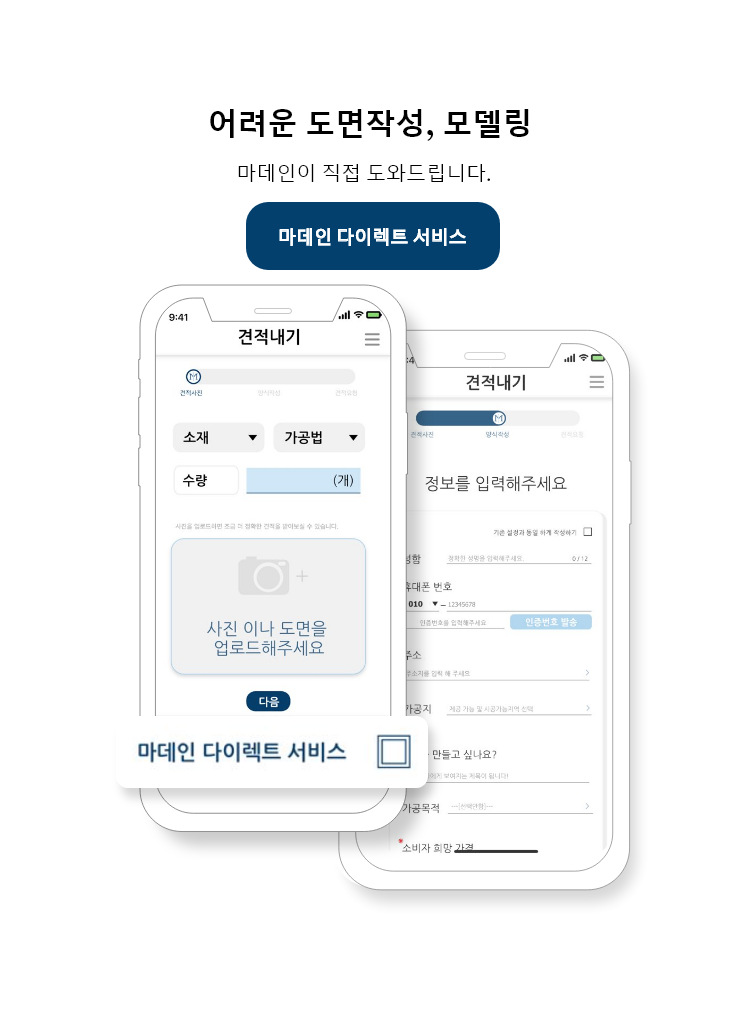 어려운 도면작성, 모델링
마데인이 직접 도와드립니다.
마데인 다이렉트 서비스
9:41
견적내기
M
견적사진
양식작성
견적요청
소재
가공법
수량
(개)
사진을 업로드하면 조금 더 정확한 견적을 받아보실 수 있습니다.
사진 이나 도면을
업로드해주세요
다음
마데인 다이렉트 서비스
:4
견적내기
M
견적사진
양식작성
견적요청
정보를 입력해주세요
기존 설정과 동일 하게 작성하기
성함
정확한 성명을 입력해주세요.
0 / 12
휴대폰 번호
010
– 12345678
인증번호를 입력해주세요
인증번호 발송
주소
주소지를 입력 해 주세요
가공지
제공 가능 및 시공가능지역 선택
만들고 싶나요?
에게 보여지는 제목이 됩니다!
가공목적
---[선택안함]---
*소비자 희망 가격